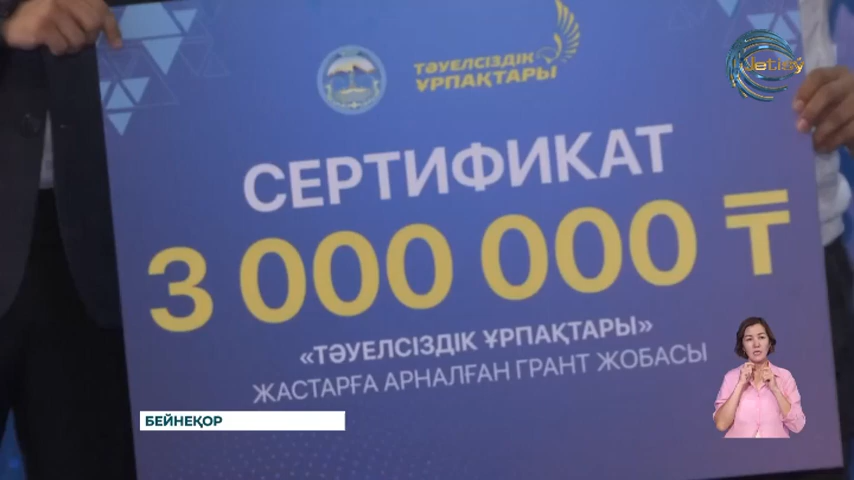 ТӘУЕЛСІЗДІК
ҰРПАҚТАРЫ
Jetisý
СЕРТИФИКАТ
3 000 000 ₸
«ТӘУЕЛСІЗДІК ҰРПАҚТАРЫ»
ЖАСТАРҒА АРНАЛҒАН ГРАНТ ЖОБАСЫ
БЕЙНЕҚОР